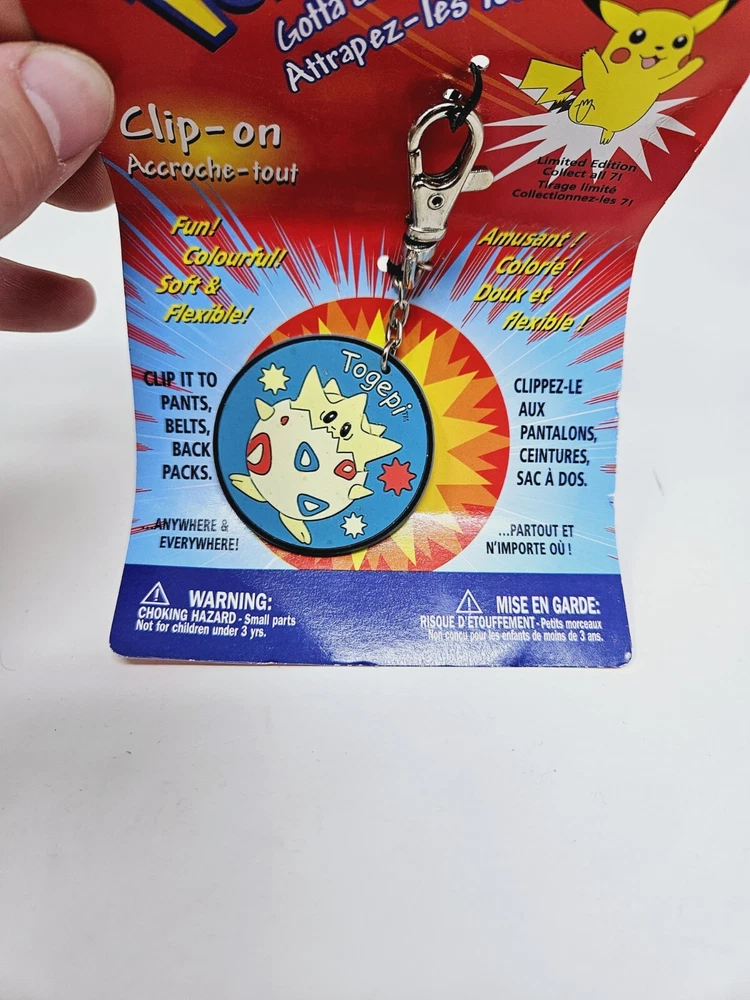 Gotta
Attrapez-les
Clip-on
Accroche-tout
Limited Edition
Collect all 7!
Tirage limité
Collectionnez-les 7!
Fun!
Colourful!
Soft &
Flexible!
Amusant !
Colorié !
Doux et
flexible !
CLIP IT TO
PANTS,
BELTS,
BACK
PACKS.
...ANYWHERE &
EVERYWHERE!
Togepi™
CLIPPEZ-LE
AUX
PANTALONS,
CEINTURES,
SAC À DOS.
...PARTOUT ET
N'IMPORTE OÙ !
WARNING:
CHOKING HAZARD - Small parts
Not for children under 3 yrs.
MISE EN GARDE:
RISQUE D'ÉTOUFFEMENT - Petits morceaux
Non conçu pour les enfants de moins de 3 ans.